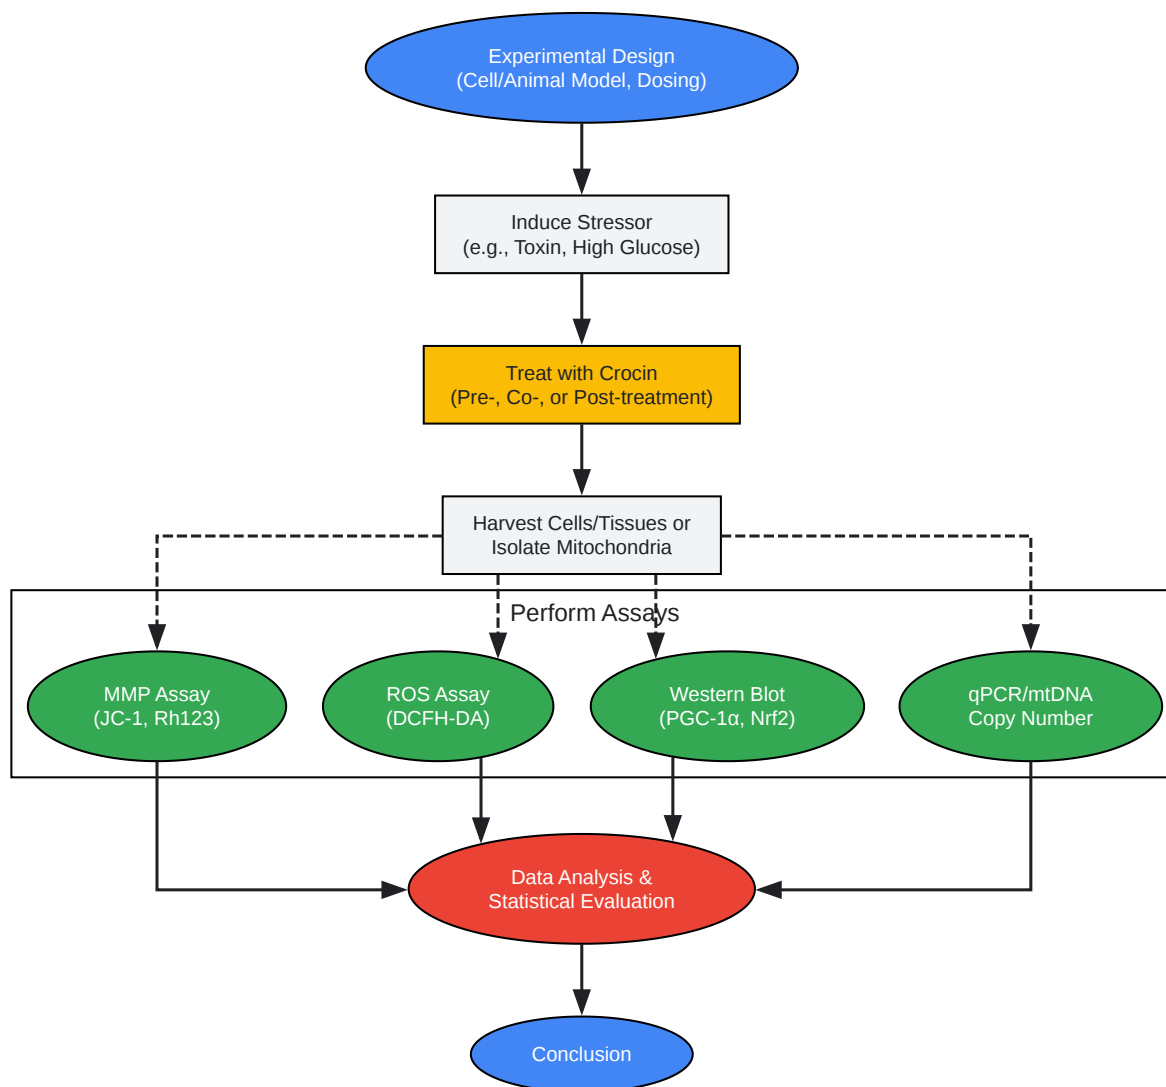 Experimental Design
(Cell/Animal Model, Dosing)
Induce Stressor
(e.g., Toxin, High Glucose)
Treat with Crocin
(Pre-, Co-, or Post-treatment)
Harvest Cells/Tissues or
Isolate Mitochondria
Perform Assays
MMP Assay
(JC-1, Rh123)
ROS Assay
(DCFH-DA)
Western Blot
(PGC-1α, Nrf2)
qPCR/mtDNA
Copy Number
Data Analysis &
Statistical Evaluation
Conclusion